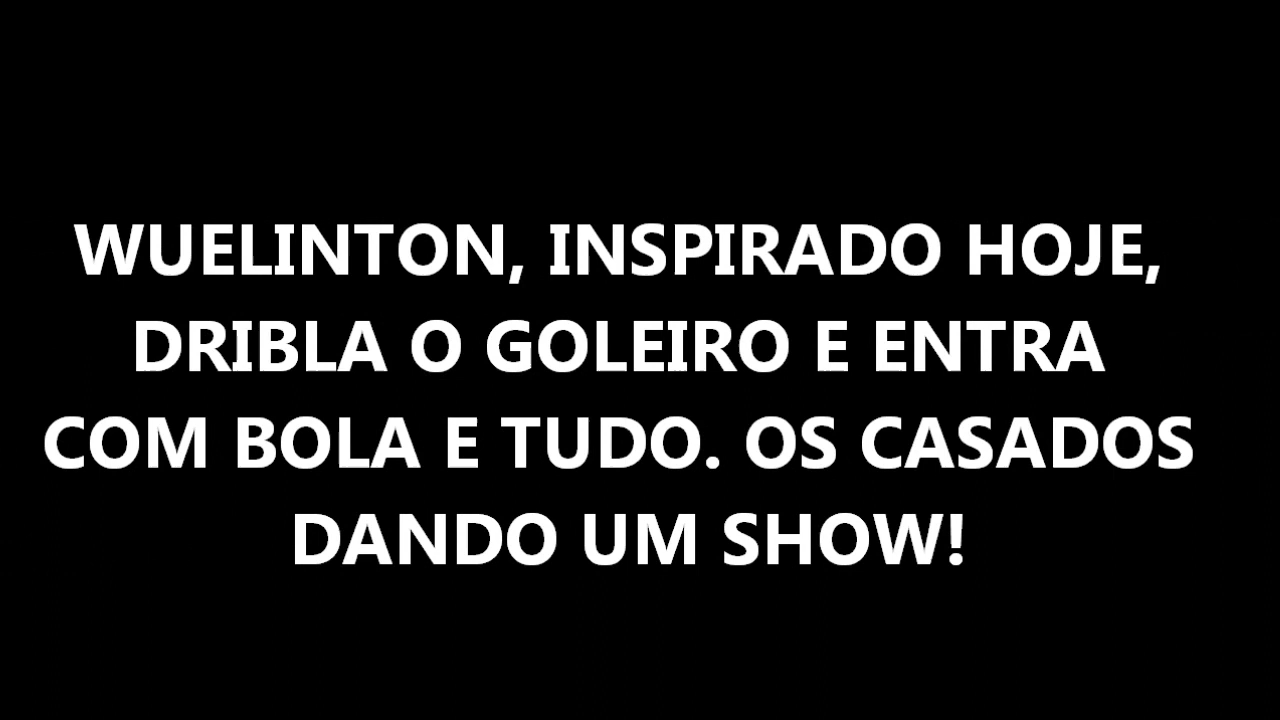 WUELINTON, INSPIRADO HOJE,
DRIBLA O GOLEIRO E ENTRA
COM BOLA E TUDO. OS CASADOS
DANDO UM SHOW!